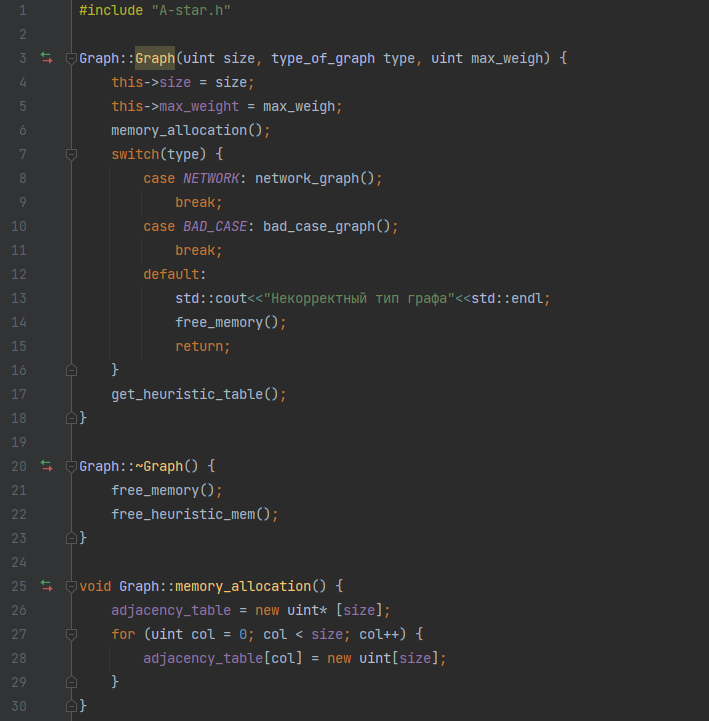 1 #include "A-star.h"
2
3 Graph::Graph(uint size, type_of_graph type, uint max_weigh) {
4     this->size = size;
5     this->max_weight = max_weigh;
6     memory_allocation();
7     switch(type) {
8         case NETWORK: network_graph();
9             break;
10         case BAD_CASE: bad_case_graph();
11             break;
12         default:
13             std::cout<<"Некорректный тип графа"<<std::endl;
14             free_memory();
15             return;
16     }
17     get_heuristic_table();
18 }
19
20 Graph::~Graph() {
21     free_memory();
22     free_heuristic_mem();
23 }
24
25 void Graph::memory_allocation() {
26     adjacency_table = new uint* [size];
27     for (uint col = 0; col < size; col++) {
28         adjacency_table[col] = new uint[size];
29     }
30 }